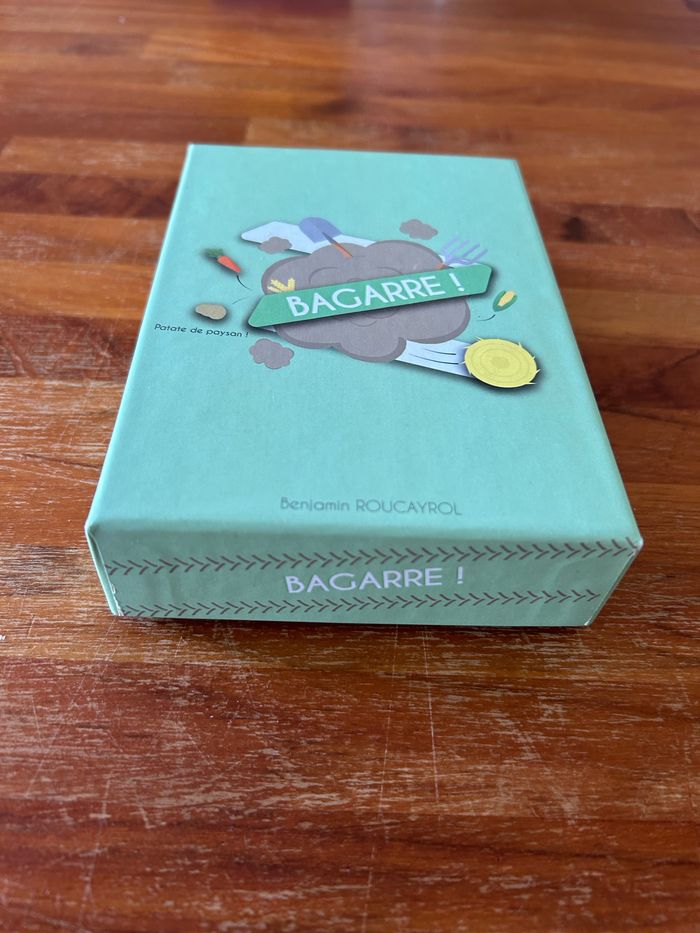 BAGARRE !
Patate de paysan !
Benjamin ROUCAYROL
BAGARRE !